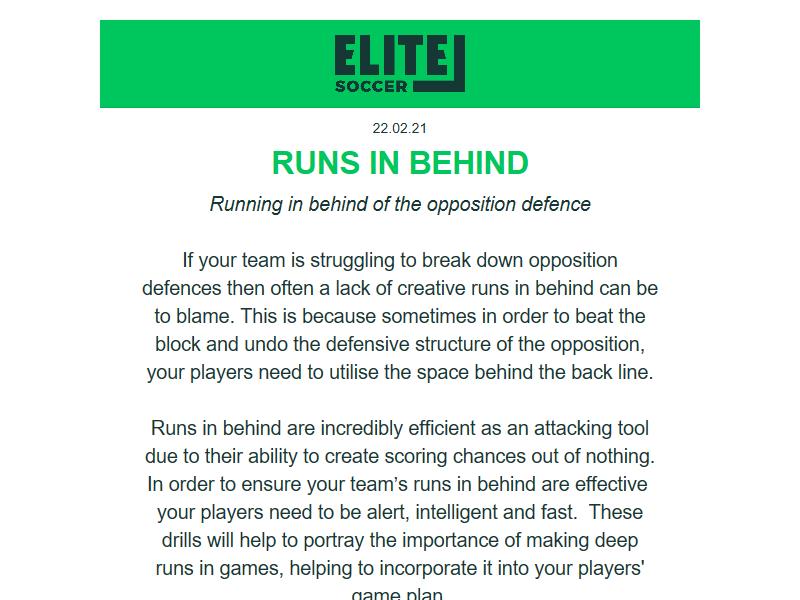 ELITE
SOCCER
22.02.21
RUNS IN BEHIND
Running in behind of the opposition defence
If your team is struggling to break down opposition
defences then often a lack of creative runs in behind can be
to blame. This is because sometimes in order to beat the
block and undo the defensive structure of the opposition,
your players need to utilise the space behind the back line.
Runs in behind are incredibly efficient as an attacking tool
due to their ability to create scoring chances out of nothing.
In order to ensure your team’s runs in behind are effective
your players need to be alert, intelligent and fast.  These
drills will help to portray the importance of making deep
runs in games, helping to incorporate it into your players'
game plan.